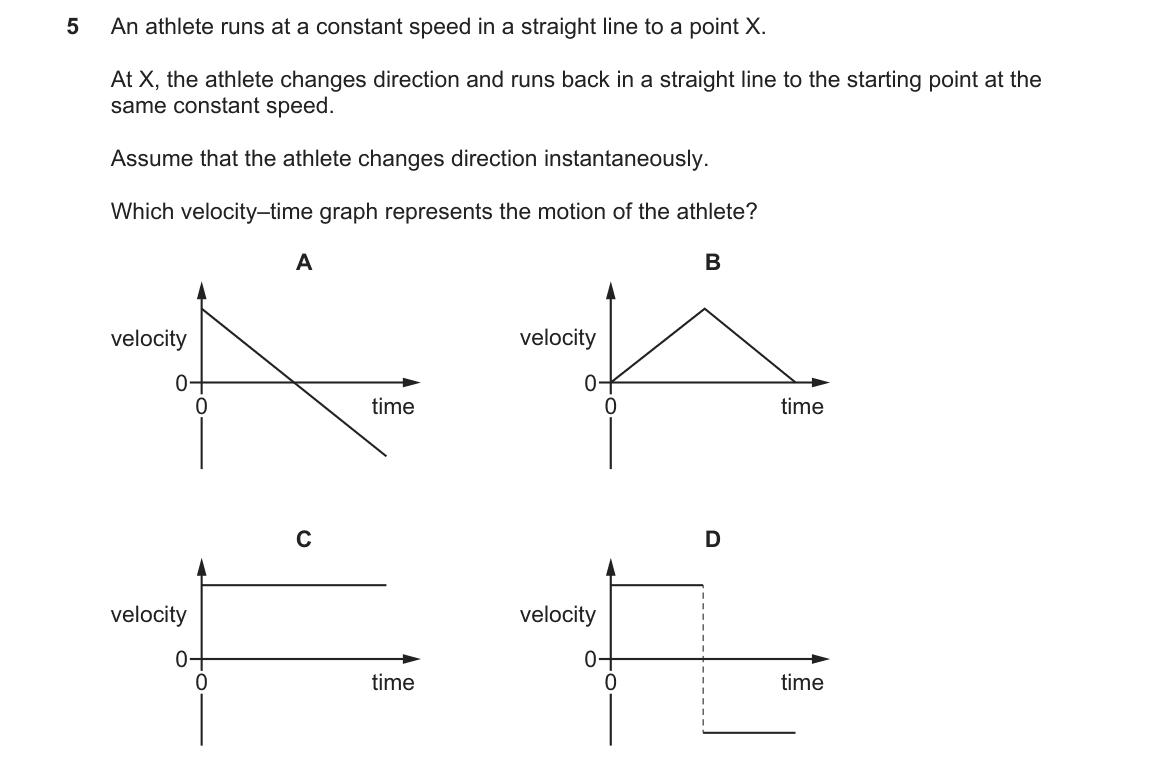 5 An athlete runs at a constant speed in a straight line to a point X.
At X, the athlete changes direction and runs back in a straight line to the starting point at the
same constant speed.
Assume that the athlete changes direction instantaneously.
Which velocity–time graph represents the motion of the athlete?
A
velocity
0
0
time
B
velocity
0
0
time
C
velocity
0
0
time
D
velocity
0
0
time